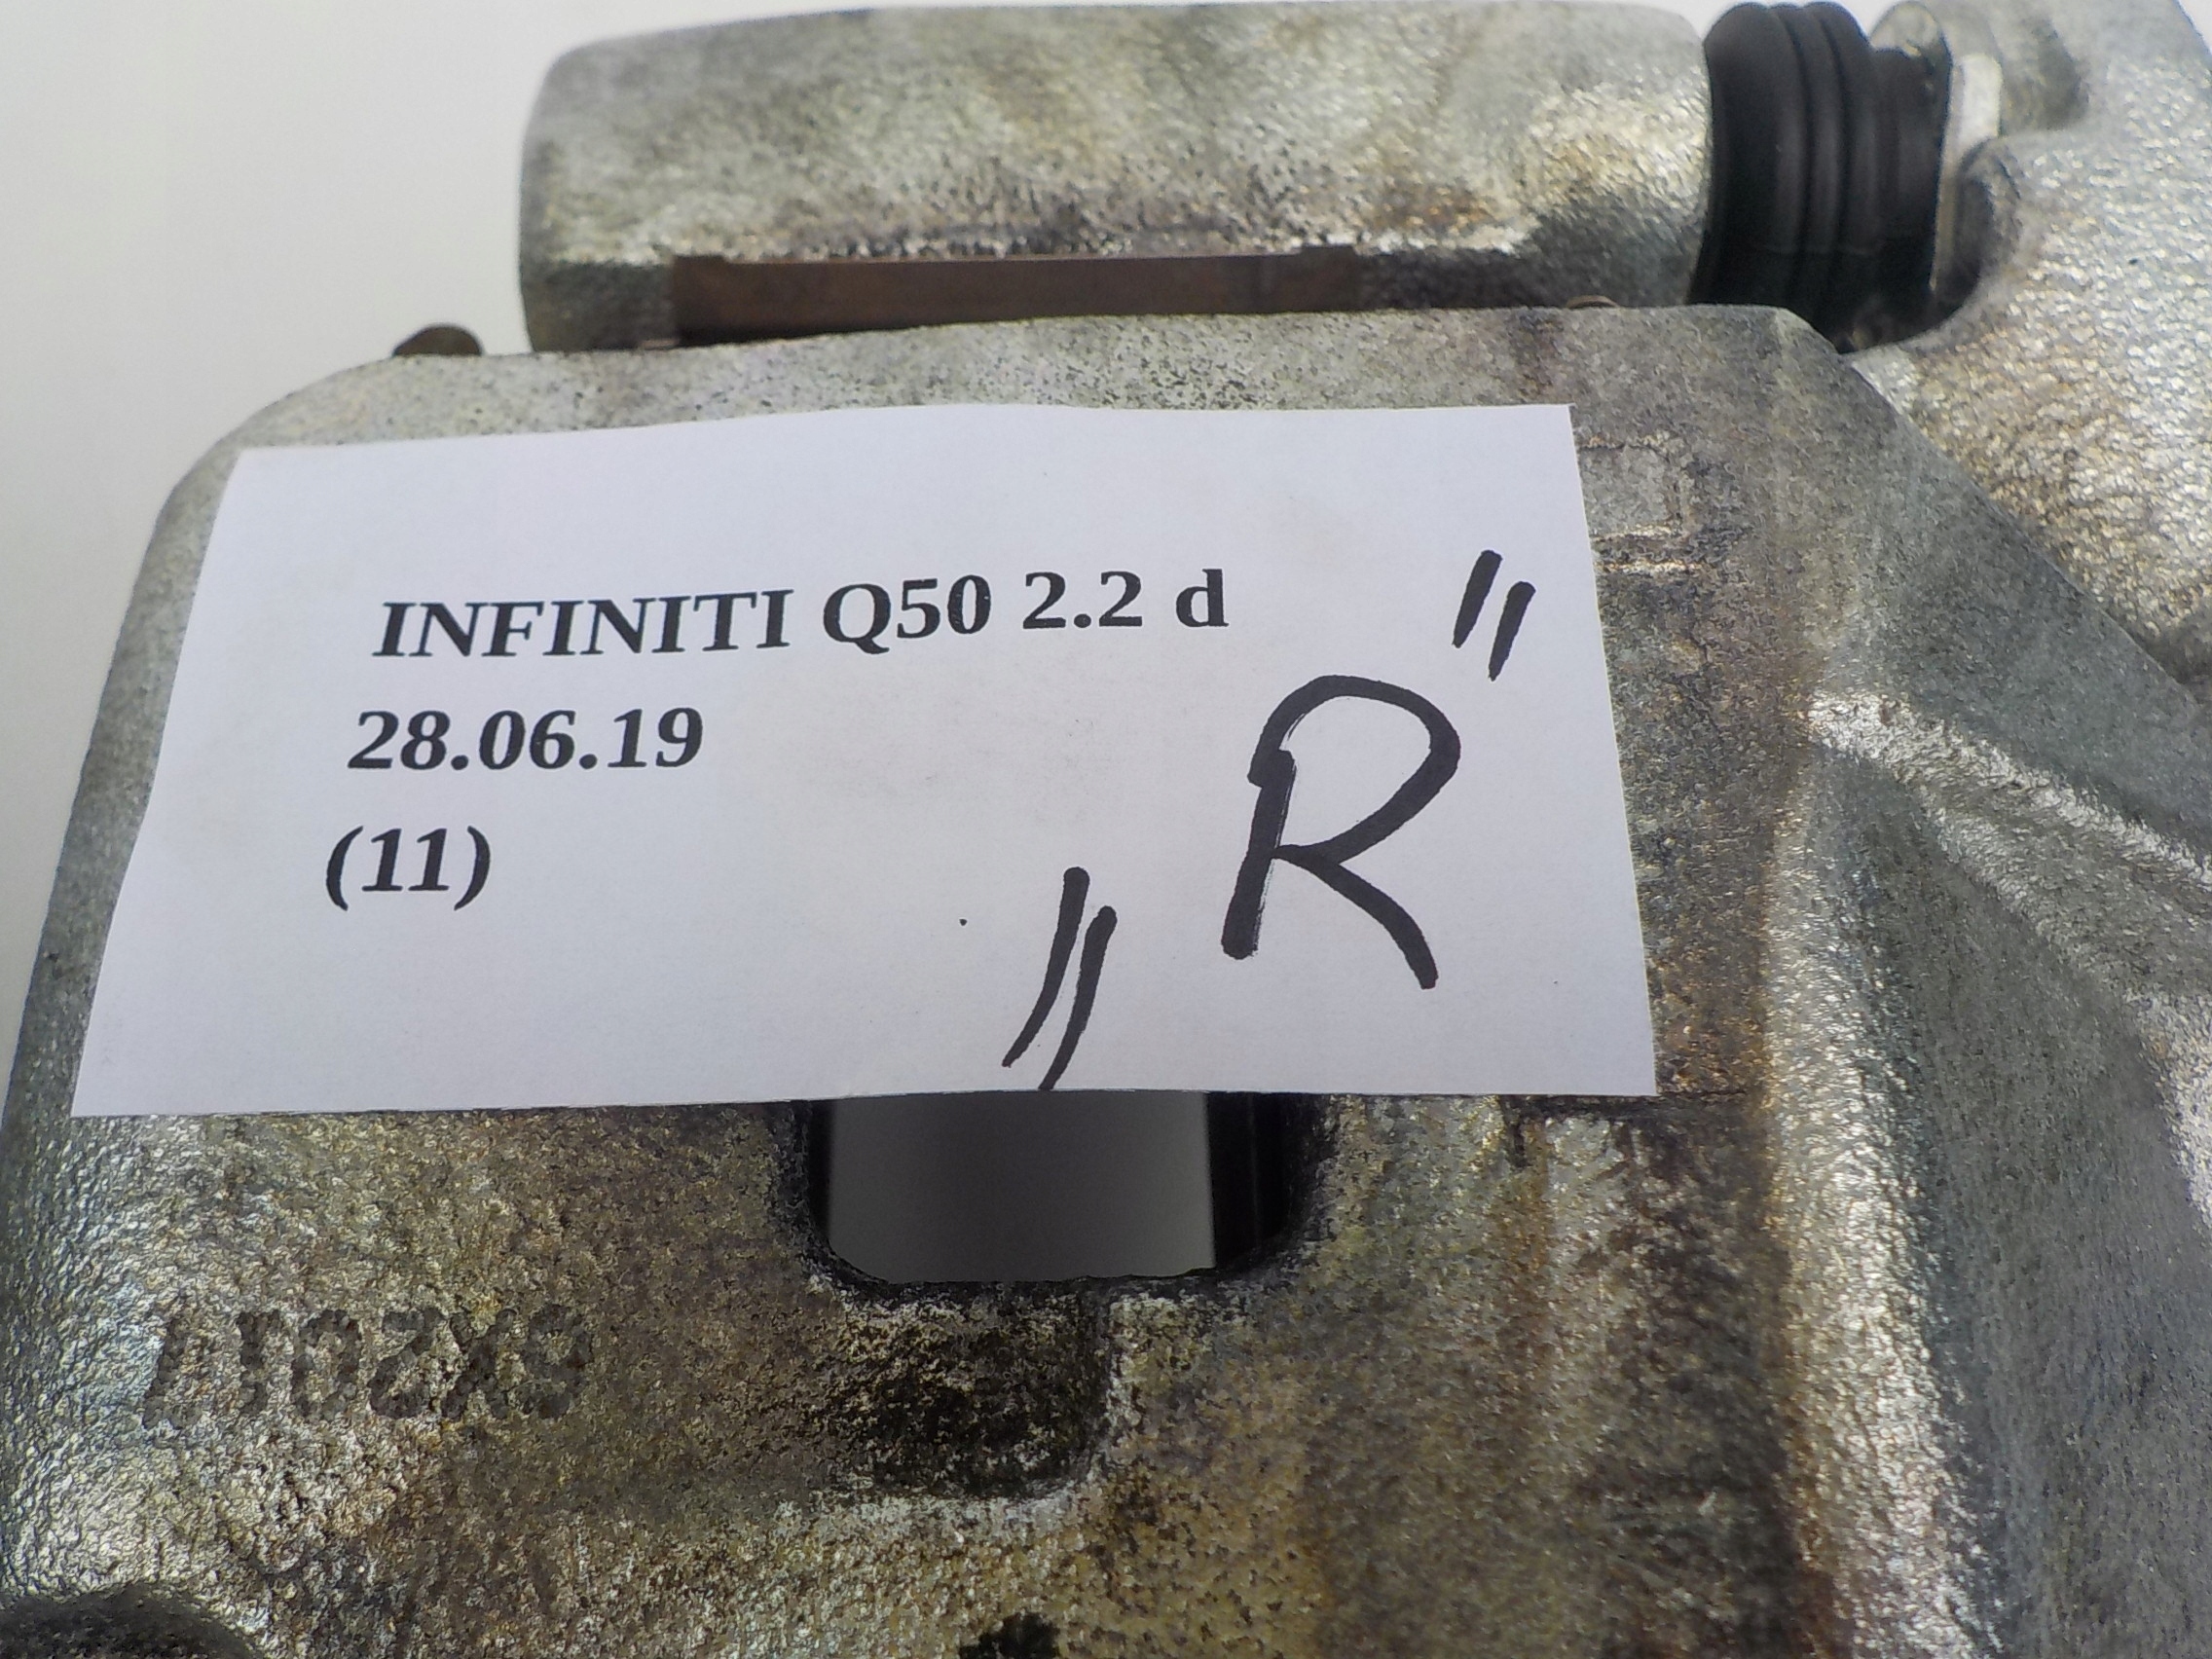 INFINITI Q50 2.2 d
28.06.19
(11)
„R"